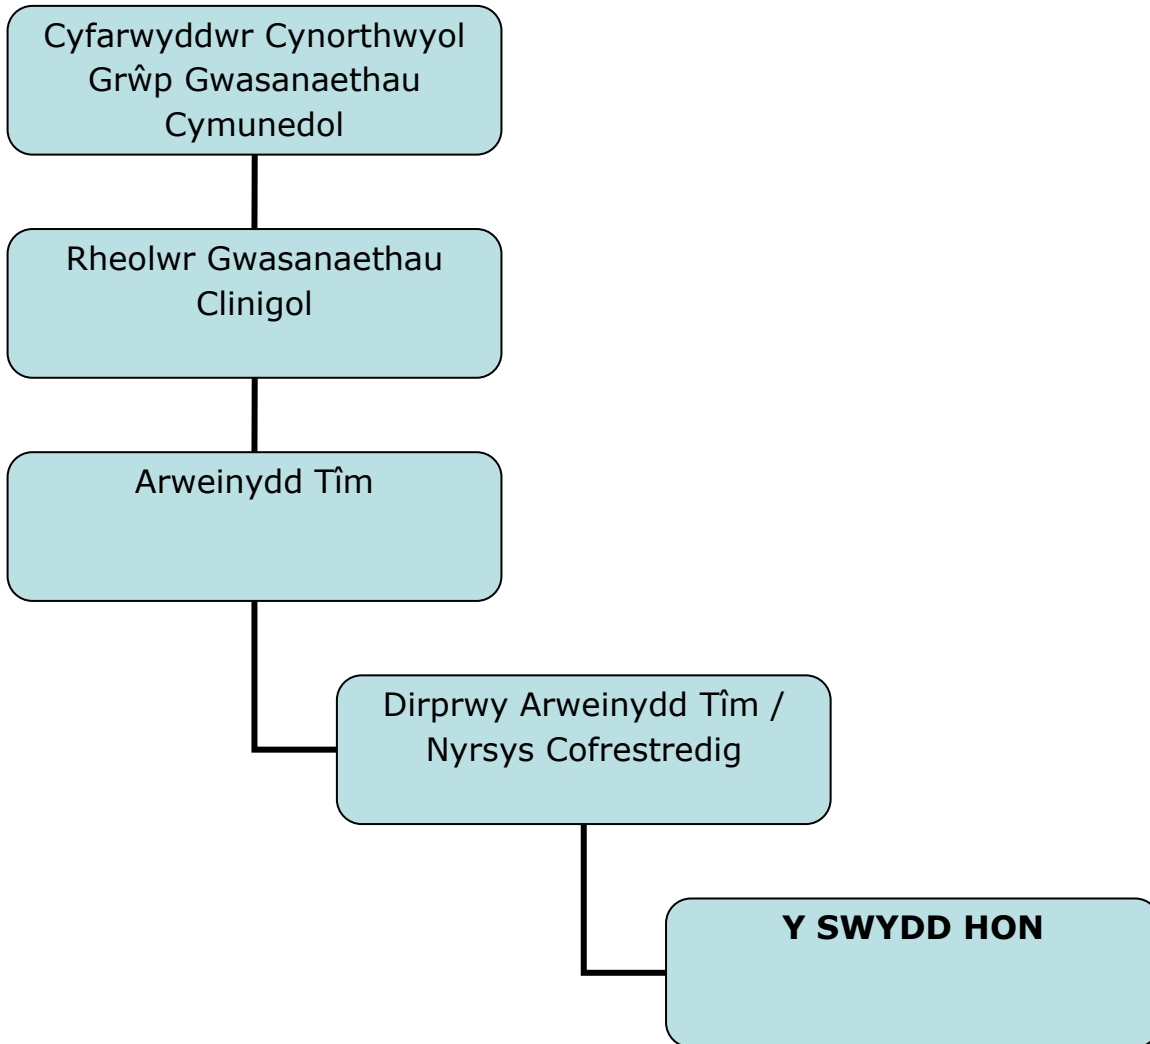 Cyfarwyddwr Cynorthwyol
Grŵp Gwasanaethau
Cymunedol
Rheolwr Gwasanaethau
Clinigol
Arweinydd Tîm
Dirprwy Arweinydd Tîm /
Nyrsys Cofrestredig
Y SWYDD HON